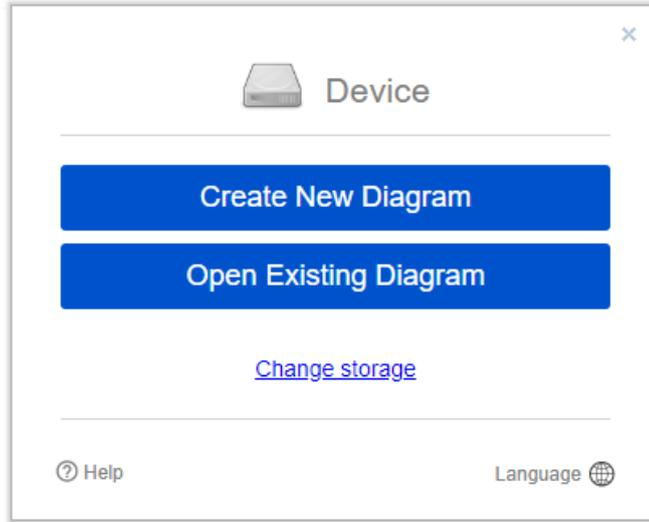 Device
Create New Diagram
Open Existing Diagram
Change storage
Help
Language